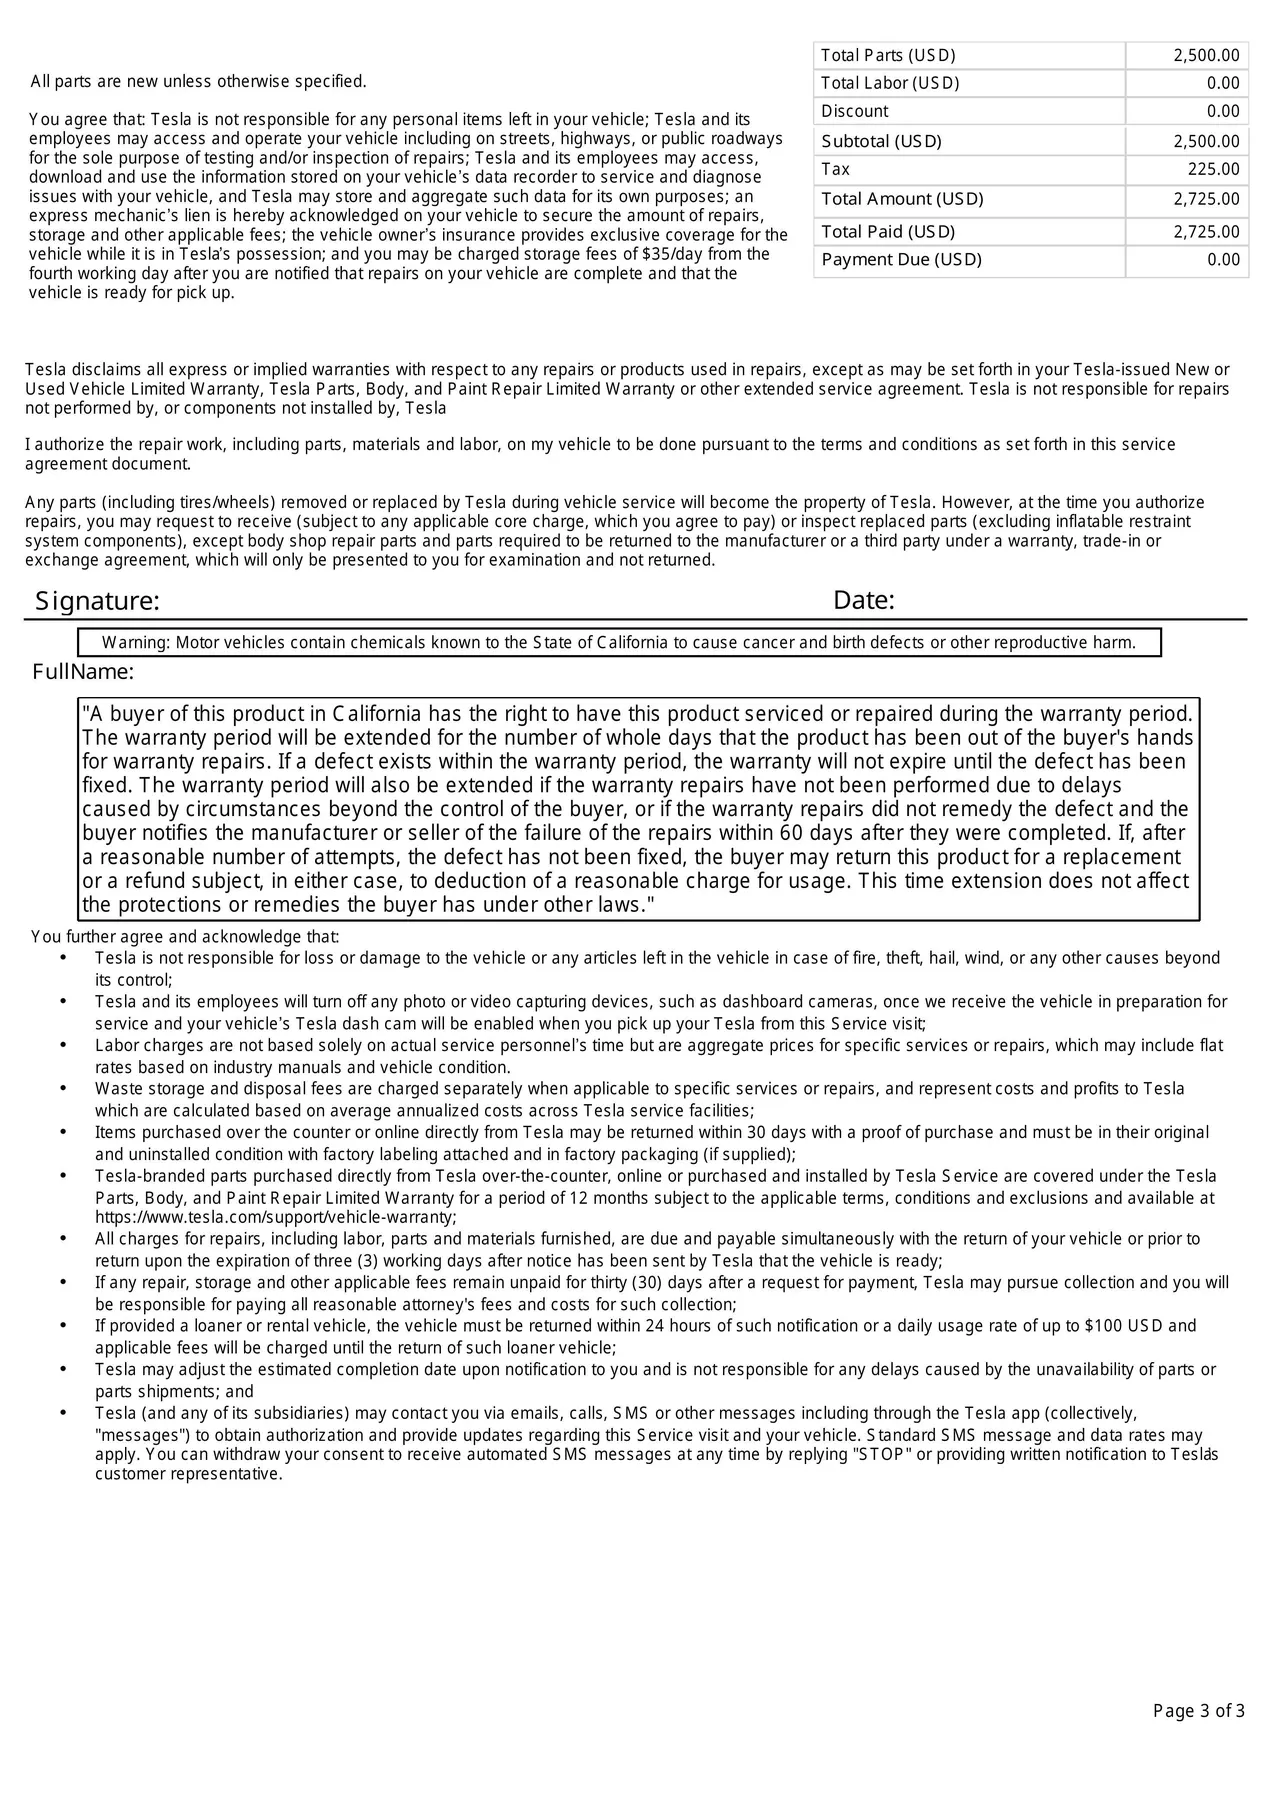 Total Parts (USD) 2,500.00
Total Labor (USD) 0.00
Discount 0.00
Subtotal (USD) 2,500.00
Tax 225.00
Total Amount (USD) 2,725.00
Total Paid (USD) 2,725.00
Payment Due (USD) 0.00
All parts are new unless otherwise specified.
You agree that: Tesla is not responsible for any personal items left in your vehicle; Tesla and its
employees may access and operate your vehicle including on streets, highways, or public roadways
for the sole purpose of testing and/or inspection of repairs; Tesla and its employees may access,
download and use the information stored on your vehicle's data recorder to service and diagnose
issues with your vehicle, and Tesla may store and aggregate such data for its own purposes; an
express mechanic's lien is hereby acknowledged on your vehicle to secure the amount of repairs,
storage and other applicable fees; the vehicle owner's insurance provides exclusive coverage for the
vehicle while it is in Tesla's possession; and you may be charged storage fees of $35/day from the
fourth working day after you are notified that repairs on your vehicle are complete and that the
vehicle is ready for pick up.
Tesla disclaims all express or implied warranties with respect to any repairs or products used in repairs, except as may be set forth in your Tesla-issued New or
Used Vehicle Limited Warranty, Tesla Parts, Body, and Paint Repair Limited Warranty or other extended service agreement. Tesla is not responsible for repairs
not performed by, or components not installed by, Tesla
I authorize the repair work, including parts, materials and labor, on my vehicle to be done pursuant to the terms and conditions as set forth in this service
agreement document.
Any parts (including tires/wheels) removed or replaced by Tesla during vehicle service will become the property of Tesla. However, at the time you authorize
repairs, you may request to receive (subject to any applicable core charge, which you agree to pay) or inspect replaced parts (excluding inflatable restraint
system components), except body shop repair parts and parts required to be returned to the manufacturer or a third party under a warranty, trade-in or
exchange agreement, which will only be presented to you for examination and not returned.
Signature: Date:
Warning: Motor vehicles contain chemicals known to the State of California to cause cancer and birth defects or other reproductive harm.
FullName:
"A buyer of this product in California has the right to have this product serviced or repaired during the warranty period.
The warranty period will be extended for the number of whole days that the product has been out of the buyer's hands
for warranty repairs. If a defect exists within the warranty period, the warranty will not expire until the defect has been
fixed. The warranty period will also be extended if the warranty repairs have not been performed due to delays
caused by circumstances beyond the control of the buyer, or if the warranty repairs did not remedy the defect and the
buyer notifies the manufacturer or seller of the failure of the repairs within 60 days after they were completed. If, after
a reasonable number of attempts, the defect has not been fixed, the buyer may return this product for a replacement
or a refund subject, in either case, to deduction of a reasonable charge for usage. This time extension does not affect
the protections or remedies the buyer has under other laws."
You further agree and acknowledge that:
• Tesla is not responsible for loss or damage to the vehicle or any articles left in the vehicle in case of fire, theft, hail, wind, or any other causes beyond
its control;
• Tesla and its employees will turn off any photo or video capturing devices, such as dashboard cameras, once we receive the vehicle in preparation for
service and your vehicle's Tesla dash cam will be enabled when you pick up your Tesla from this Service visit;
• Labor charges are not based solely on actual service personnel's time but are aggregate prices for specific services or repairs, which may include flat
rates based on industry manuals and vehicle condition.
• Waste storage and disposal fees are charged separately when applicable to specific services or repairs, and represent costs and profits to Tesla
which are calculated based on average annualized costs across Tesla service facilities;
• Items purchased over the counter or online directly from Tesla may be returned within 30 days with a proof of purchase and must be in their original
and uninstalled condition with factory labeling attached and in factory packaging (if supplied);
• Tesla-branded parts purchased directly from Tesla over-the-counter, online or purchased and installed by Tesla Service are covered under the Tesla
Parts, Body, and Paint Repair Limited Warranty for a period of 12 months subject to the applicable terms, conditions and exclusions and available at
https://www.tesla.com/support/vehicle-warranty;
• All charges for repairs, including labor, parts and materials furnished, are due and payable simultaneously with the return of your vehicle or prior to
return upon the expiration of three (3) working days after notice has been sent by Tesla that the vehicle is ready;
• If any repair, storage and other applicable fees remain unpaid for thirty (30) days after a request for payment, Tesla may pursue collection and you will
be responsible for paying all reasonable attorney's fees and costs for such collection;
• If provided a loaner or rental vehicle, the vehicle must be returned within 24 hours of such notification or a daily usage rate of up to $100 USD and
applicable fees will be charged until the return of such loaner vehicle;
• Tesla may adjust the estimated completion date upon notification to you and is not responsible for any delays caused by the unavailability of parts or
parts shipments; and
• Tesla (and any of its subsidiaries) may contact you via emails, calls, SMS or other messages including through the Tesla app (collectively,
"messages") to obtain authorization and provide updates regarding this Service visit and your vehicle. Standard SMS message and data rates may
apply. You can withdraw your consent to receive automated SMS messages at any time by replying "STOP" or providing written notification to Tesla's
customer representative.
Page 3 of 3